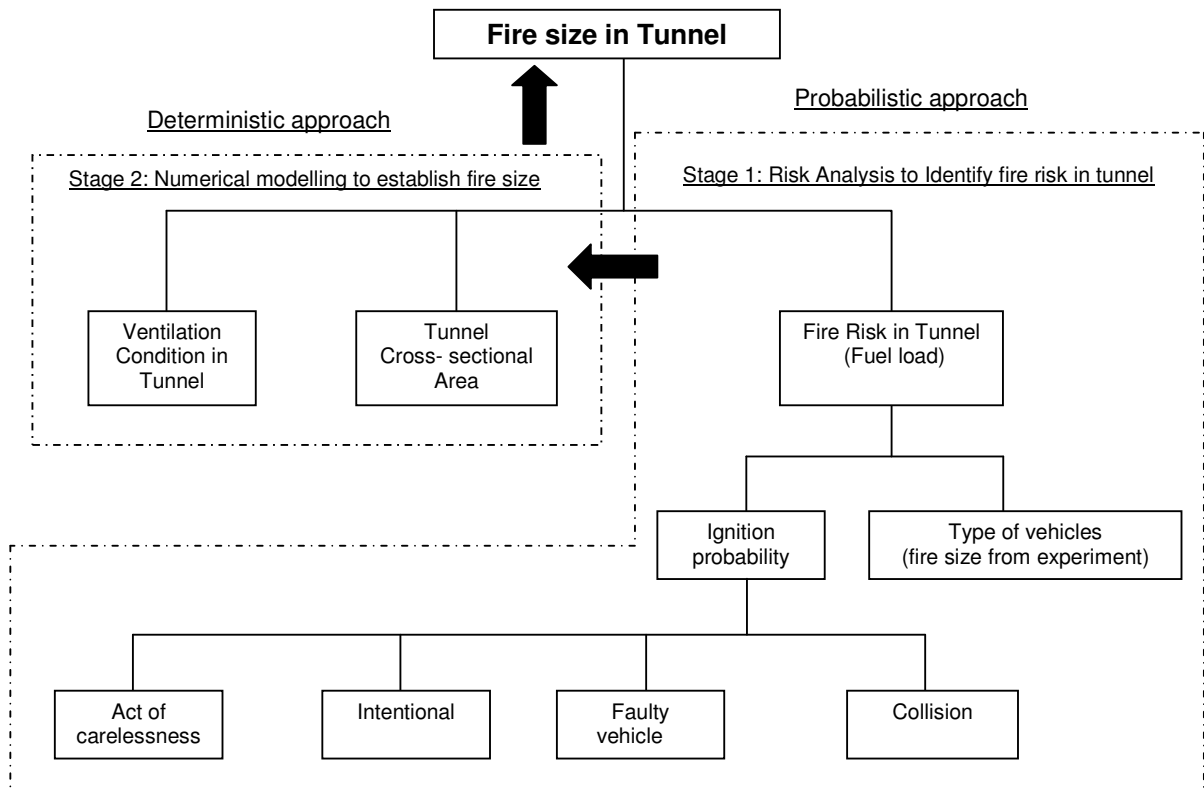 Fire size in Tunnel
Probabilistic approach
Deterministic approach
Stage 2: Numerical modelling to establish fire size
Stage 1: Risk Analysis to Identify fire risk in tunnel
Ventilation
Condition in
Tunnel
Tunnel
Cross- sectional
Area
Fire Risk in Tunnel
(Fuel load)
Ignition
probability
Type of vehicles
(fire size from experiment)
Act of
carelessness
Intentional
Faulty
vehicle
Collision